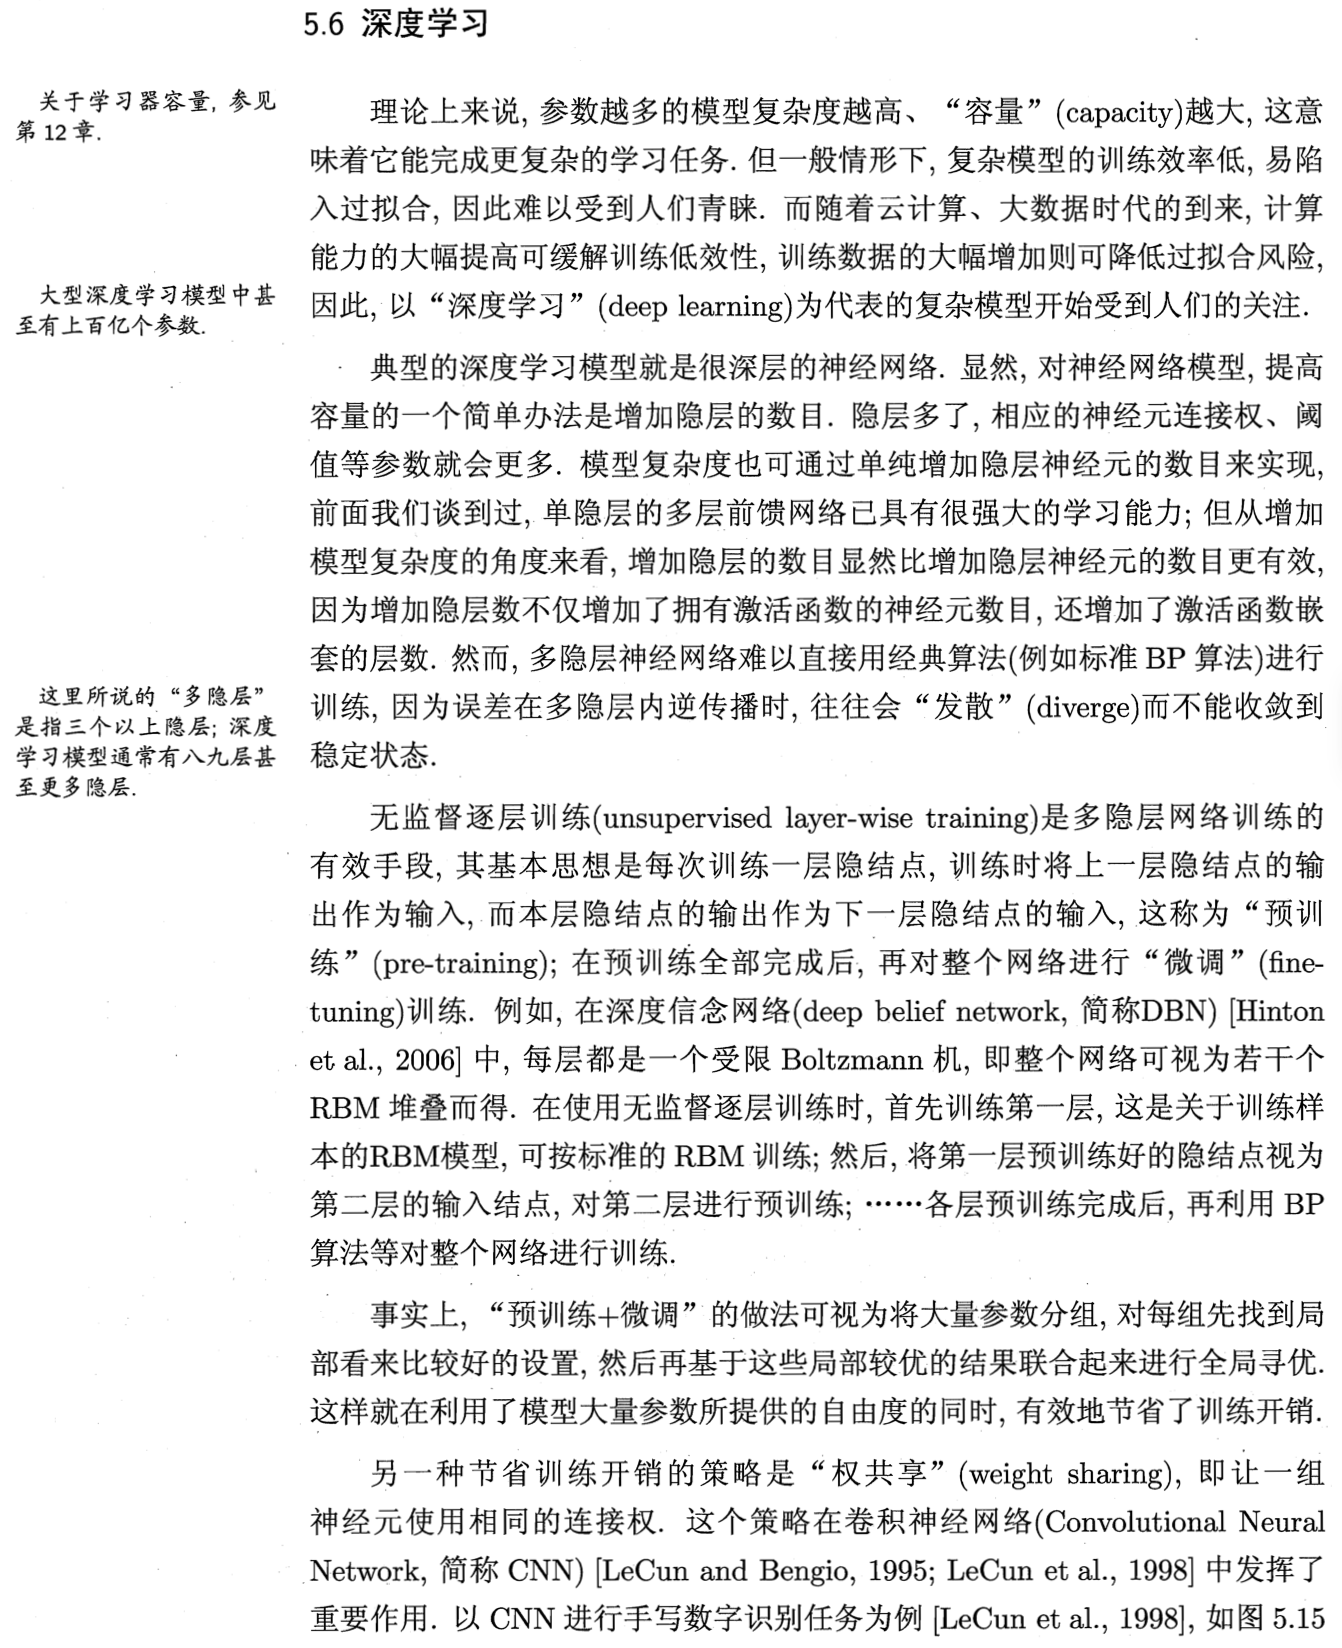 5.6 深度学习
关于学习器容量, 参见
第 12 章.
理论上来说, 参数越多的模型复杂度越高、“容量” (capacity)越大, 这意
味着它能完成更复杂的学习任务. 但一般情形下, 复杂模型的训练效率低, 易陷
入过拟合, 因此难以受到人们青睐. 而随着云计算、大数据时代的到来, 计算
能力的大幅提高可缓解训练低效性, 训练数据的大幅增加则可降低过拟合风险,
因此, 以“深度学习” (deep learning)为代表的复杂模型开始受到人们的关注.
大型深度学习模型中甚
至有上百亿个参数.
典型的深度学习模型就是很深层的神经网络. 显然, 对神经网络模型, 提高
容量的一个简单办法是增加隐层的数目. 隐层多了, 相应的神经元连接权、阈
值等参数就会更多. 模型复杂度也可通过单纯增加隐层神经元的数目来实现,
前面我们谈到过, 单隐层的多层前馈网络已具有很强大的学习能力; 但从增加
模型复杂度的角度来看, 增加隐层的数目显然比增加隐层神经元的数目更有效,
因为增加隐层数不仅增加了拥有激活函数的神经元数目, 还增加了激活函数嵌
套的层数. 然而, 多隐层神经网络难以直接用经典算法(例如标准 BP 算法)进行
训练, 因为误差在多隐层内逆传播时, 往往会“发散” (diverge)而不能收敛到
稳定状态.
这里所说的“多隐层”
是指三个以上隐层; 深度
学习模型通常有八九层甚
至更多隐层.
无监督逐层训练(unsupervised layer-wise training)是多隐层网络训练的
有效手段, 其基本思想是每次训练一层隐结点, 训练时将上一层隐结点的输
出作为输入, 而本层隐结点的输出作为下一层隐结点的输入, 这称为“预训
练” (pre-training); 在预训练全部完成后, 再对整个网络进行“微调” (fine-
tuning)训练. 例如, 在深度信念网络(deep belief network, 简称DBN) [Hinton
et al., 2006] 中, 每层都是一个受限 Boltzmann 机, 即整个网络可视为若干个
RBM 堆叠而得. 在使用无监督逐层训练时, 首先训练第一层, 这是关于训练样
本的RBM模型, 可按标准的 RBM 训练; 然后, 将第一层预训练好的隐结点视为
第二层的输入结点, 对第二层进行预训练; ……各层预训练完成后, 再利用 BP
算法等对整个网络进行训练.
事实上, “预训练+微调”的做法可视为将大量参数分组, 对每组先找到局
部看来比较好的设置, 然后再基于这些局部较优的结果联合起来进行全局寻优.
这样就在利用了模型大量参数所提供的自由度的同时, 有效地节省了训练开销.
另一种节省训练开销的策略是“权共享” (weight sharing), 即让一组
神经元使用相同的连接权. 这个策略在卷积神经网络(Convolutional Neural
Network, 简称 CNN) [LeCun and Bengio, 1995; LeCun et al., 1998] 中发挥了
重要作用. 以 CNN 进行手写数字识别任务为例 [LeCun et al., 1998], 如图 5.15